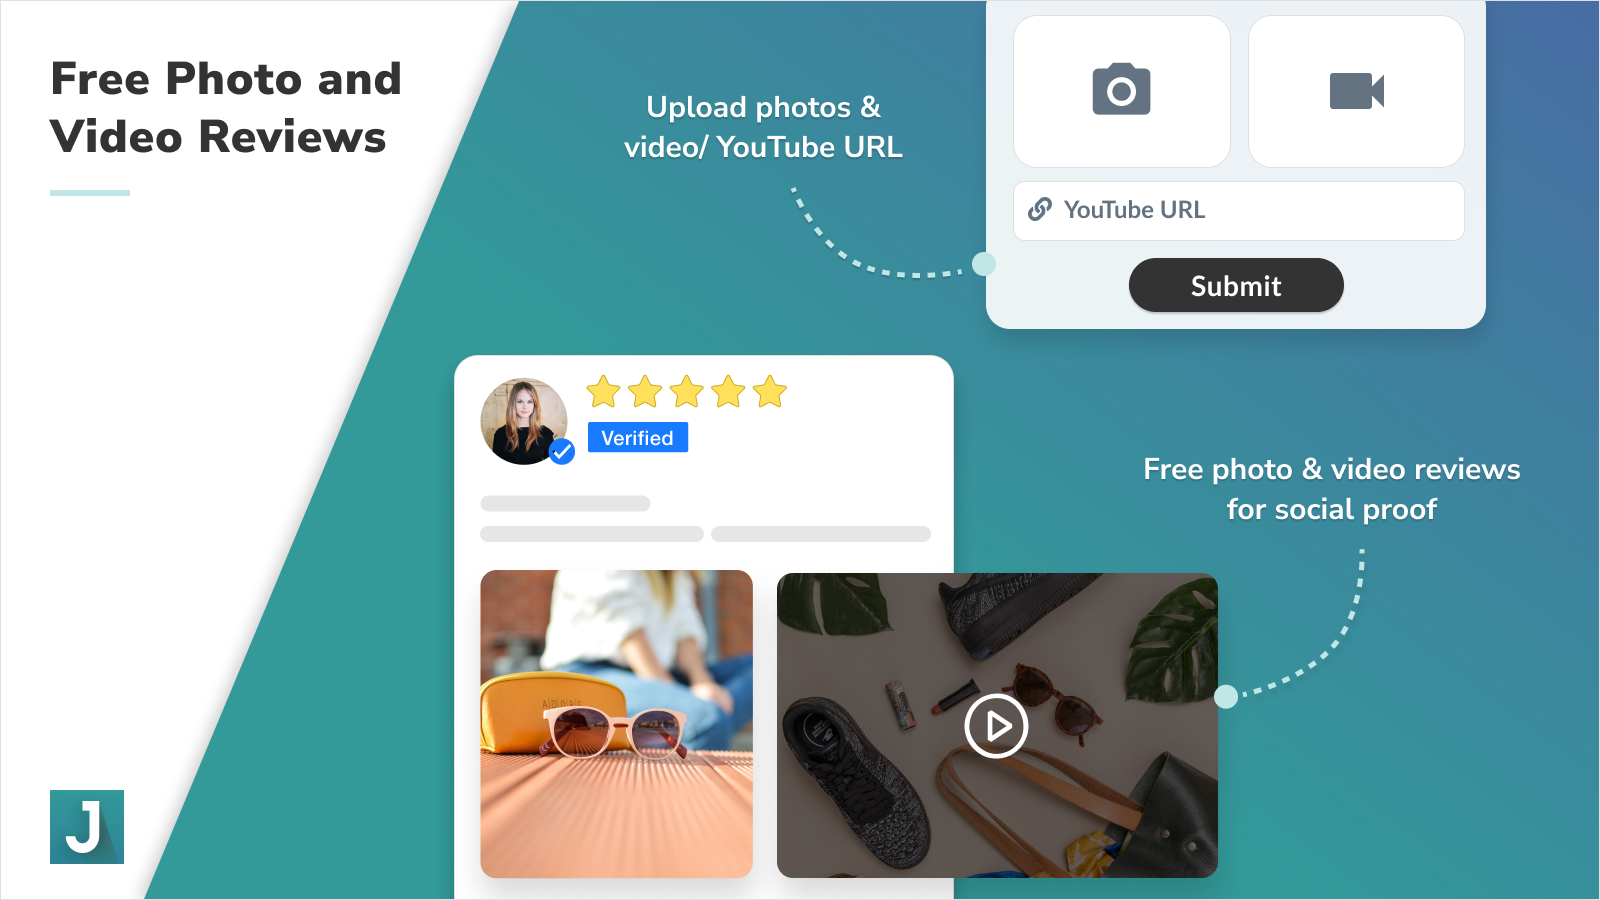 Free Photo and
Video Reviews
Upload photos &
video/ YouTube URL
YouTube URL
Submit
Verified
Free photo & video reviews
for social proof
J